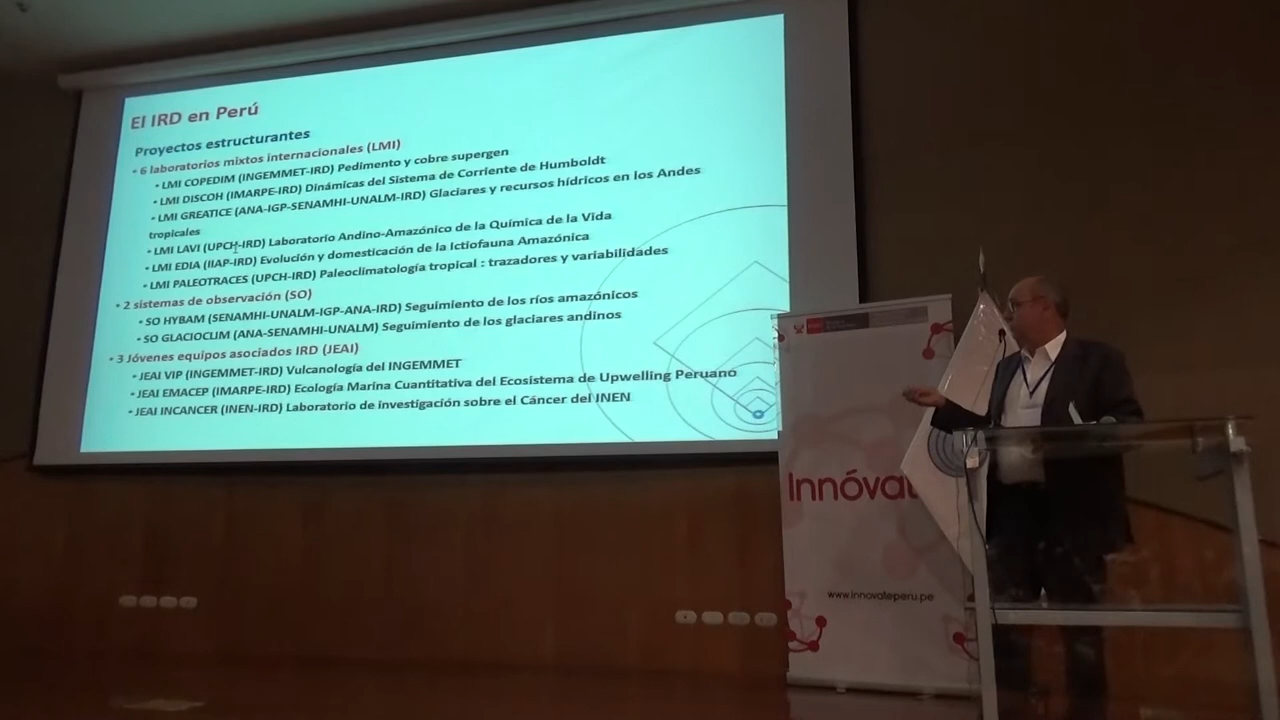 El IRD en Perú
Proyectos estructurantes
• 6 laboratorios mixtos internacionales (LMI)
• LMI COPEDIM (INGEMMET-IRD) Pedimento y cobre supergen
• LMI DISCOH (IMARPE-IRD) Dinámicas del Sistema de Corriente de Humboldt
• LMI GREATICE (ANA-IGP-SENAMHI-UNALM-IRD) Glaciares y recursos hídricos en los Andes
tropicales
• LMI LAVI (UPCH-IRD) Laboratorio Andino-Amazónico de la Química de la Vida
• LMI EDIA (IIAP-IRD) Evolución y domesticación de la Ictiofauna Amazónica
• LMI PALEOTRACES (UPCH-IRD) Paleoclimatología tropical : trazadores y variabilidades
• 2 sistemas de observación (SO)
• SO HYBAM (SENAMHI-UNALM-IGP-ANA-IRD) Seguimiento de los ríos amazónicos
• SO GLACIOCLIM (ANA-SENAMHI-UNALM) Seguimiento de los glaciares andinos
• 3 Jóvenes equipos asociados IRD (JEAI)
• JEAI VIP (INGEMMET-IRD) Vulcanología del INGEMMET
• JEAI EMACEP (IMARPE-IRD) Ecología Marina Cuantitativa del Ecosistema de Upwelling Peruano
• JEAI INCANCER (INEN-IRD) Laboratorio de investigación sobre el Cáncer del INEN
Innóvat
www.innovateperu.pe